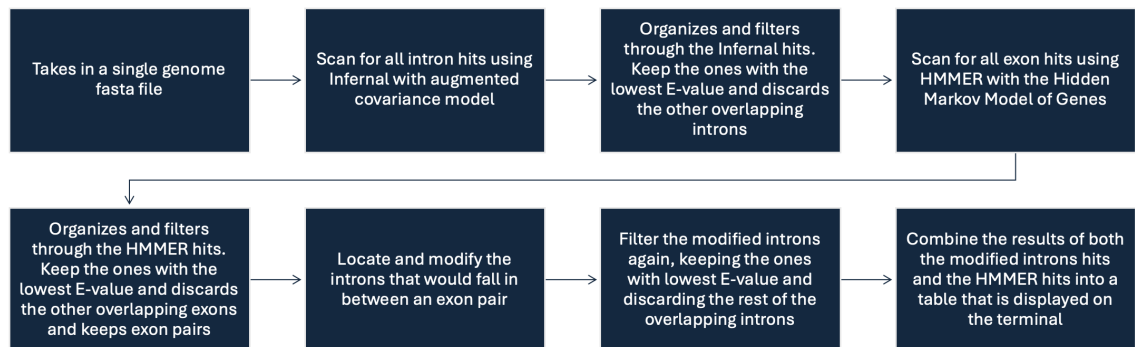 Takes in a single genome
fasta file
Scan for all intron hits using
Infernal with augmented
covariance model
Organizes and filters
through the Infernal hits.
Keep the ones with the
lowest E-value and discards
the other overlapping
introns
Scan for all exon hits using
HMMER with the Hidden
Markov Model of Genes
Organizes and filters
through the HMMER hits.
Keep the ones with the
lowest E-value and discards
the other overlapping exons
and keeps exon pairs
Locate and modify the
introns that would fall in
between an exon pair
Filter the modified introns
again, keeping the ones
with lowest E-value and
discarding the rest of the
overlapping introns
Combine the results of both
the modified introns hits
and the HMMER hits into a
table that is displayed on
the terminal